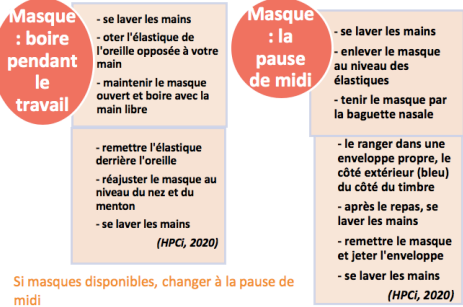 Masque
: boire
pendant
le
travail
- se laver les mains
- oter l'élastique de
l'oreille opposée à votre
main
- maintenir le masque
ouvert et boire avec la
main libre
- remettre l'élastique
derrière l'oreille
- réajuster le masque au
niveau du nez et du
menton
- se laver les mains
(HPCi, 2020)
Masque
: la
pause
de midi
- se laver les mains
- enlever le masque
au niveau des
élastiques
- tenir le masque par
la baguette nasale
- le ranger dans une
enveloppe propre, le
côté extérieur (bleu)
du côté du timbre
- après le repas, se
laver les mains
- remettre le masque
et jeter l'enveloppe
- se laver les mains
(HPCi, 2020)
Si masques disponibles, changer à la pause de
midi